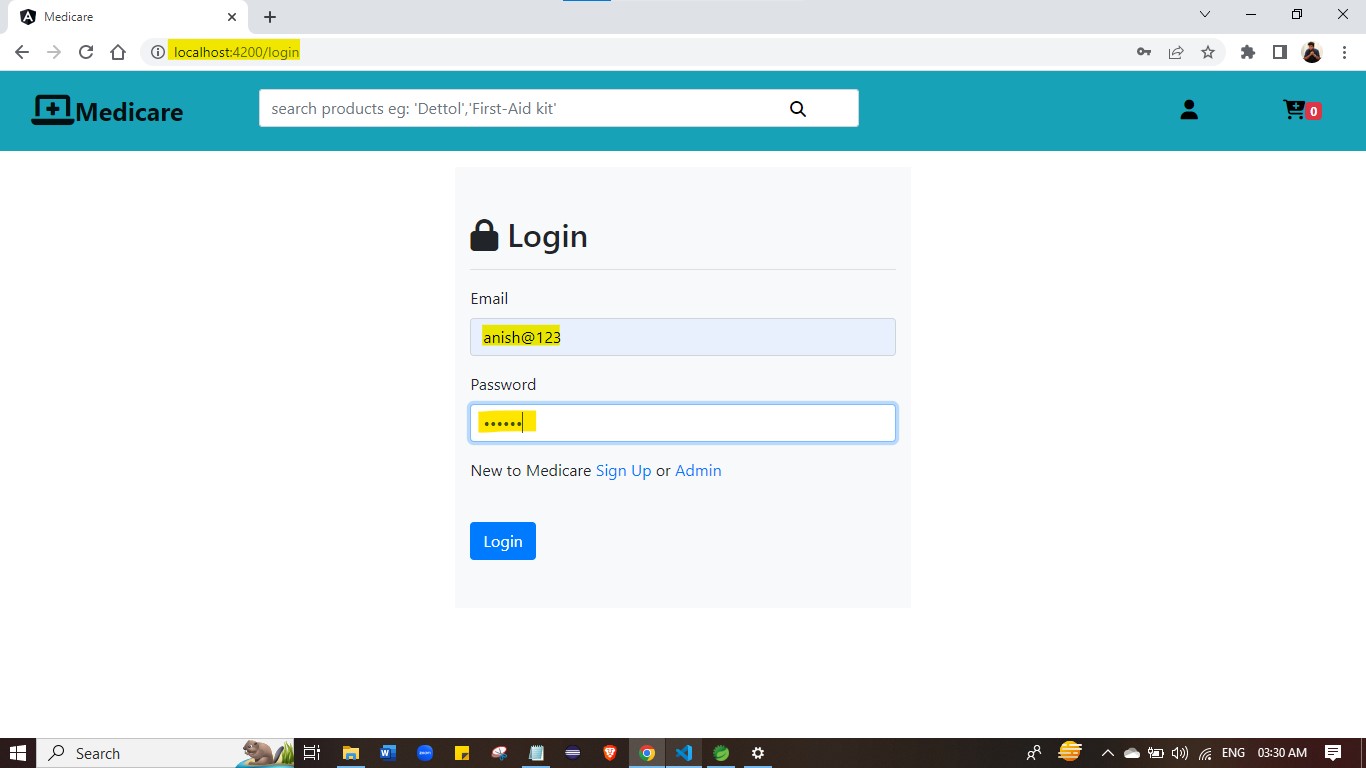 Medicare
localhost:4200/login
Medicare
search products eg: 'Dettol','First-Aid kit'
0
Login
Email
anish@123
Password
••••••
New to Medicare Sign Up or Admin
Login
Search
ENG 03:30 AM